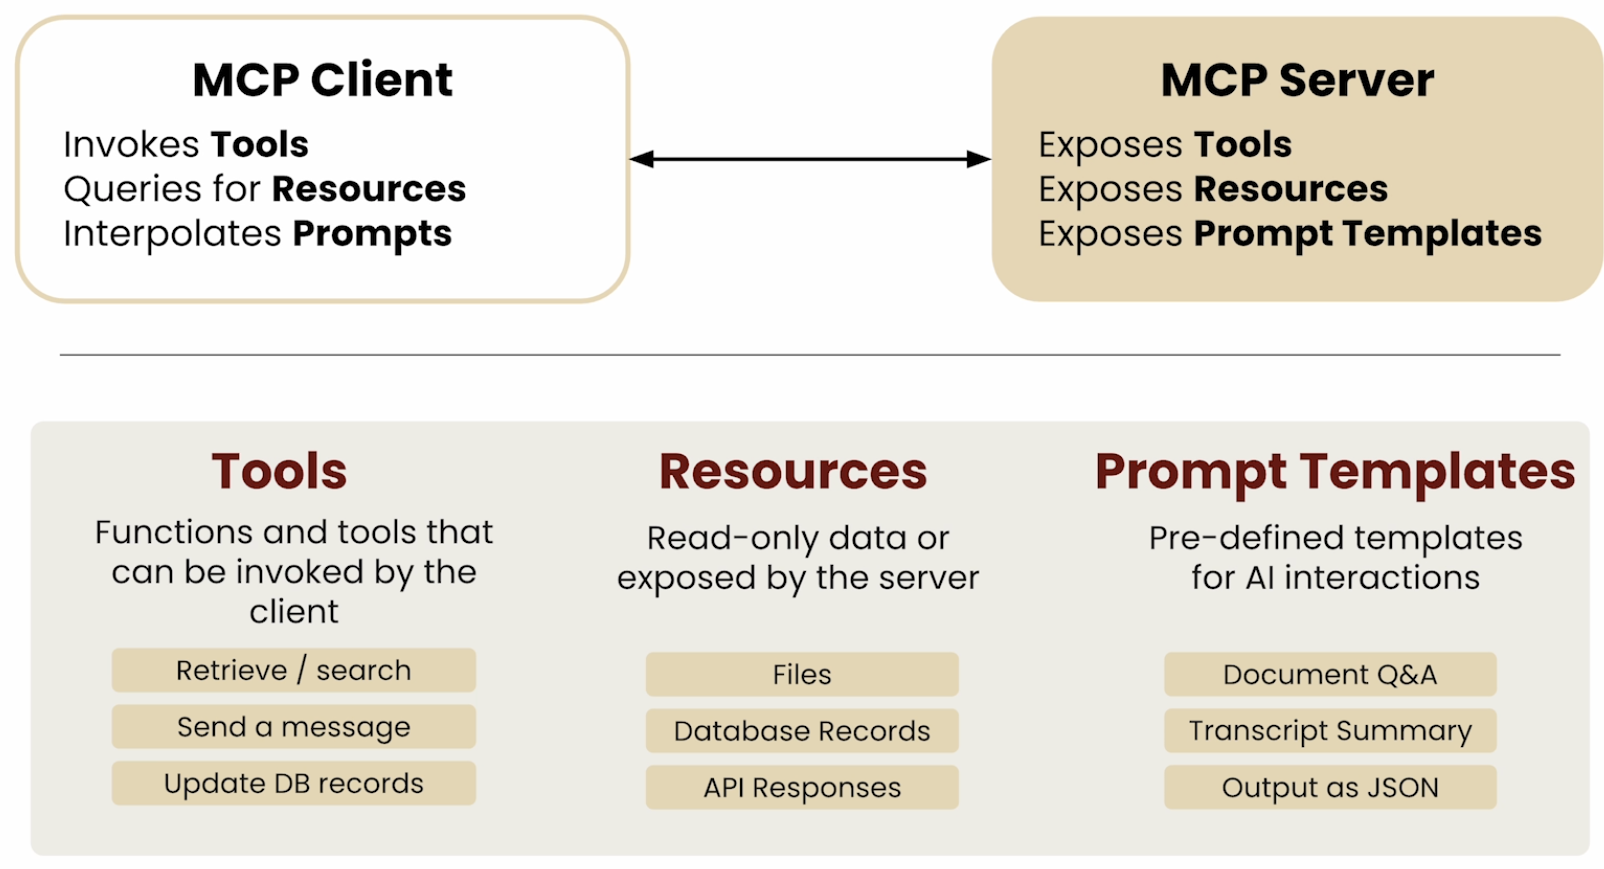 MCP Client
Invokes Tools
Queries for Resources
Interpolates Prompts
MCP Server
Exposes Tools
Exposes Resources
Exposes Prompt Templates
Tools
Functions and tools that
can be invoked by the
client
Retrieve / search
Send a message
Update DB records
Resources
Read-only data or
exposed by the server
Files
Database Records
API Responses
Prompt Templates
Pre-defined templates
for AI interactions
Document Q&A
Transcript Summary
Output as JSON